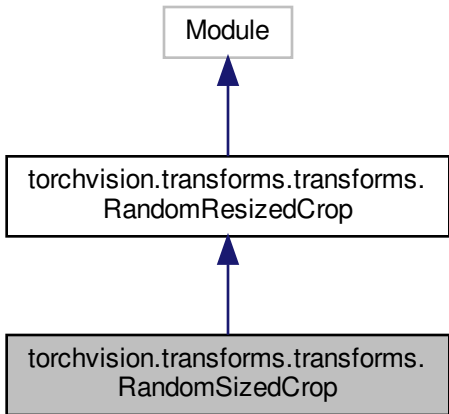 Module
torchvision.transforms.transforms.
RandomResizedCrop
torchvision.transforms.transforms.
RandomSizedCrop